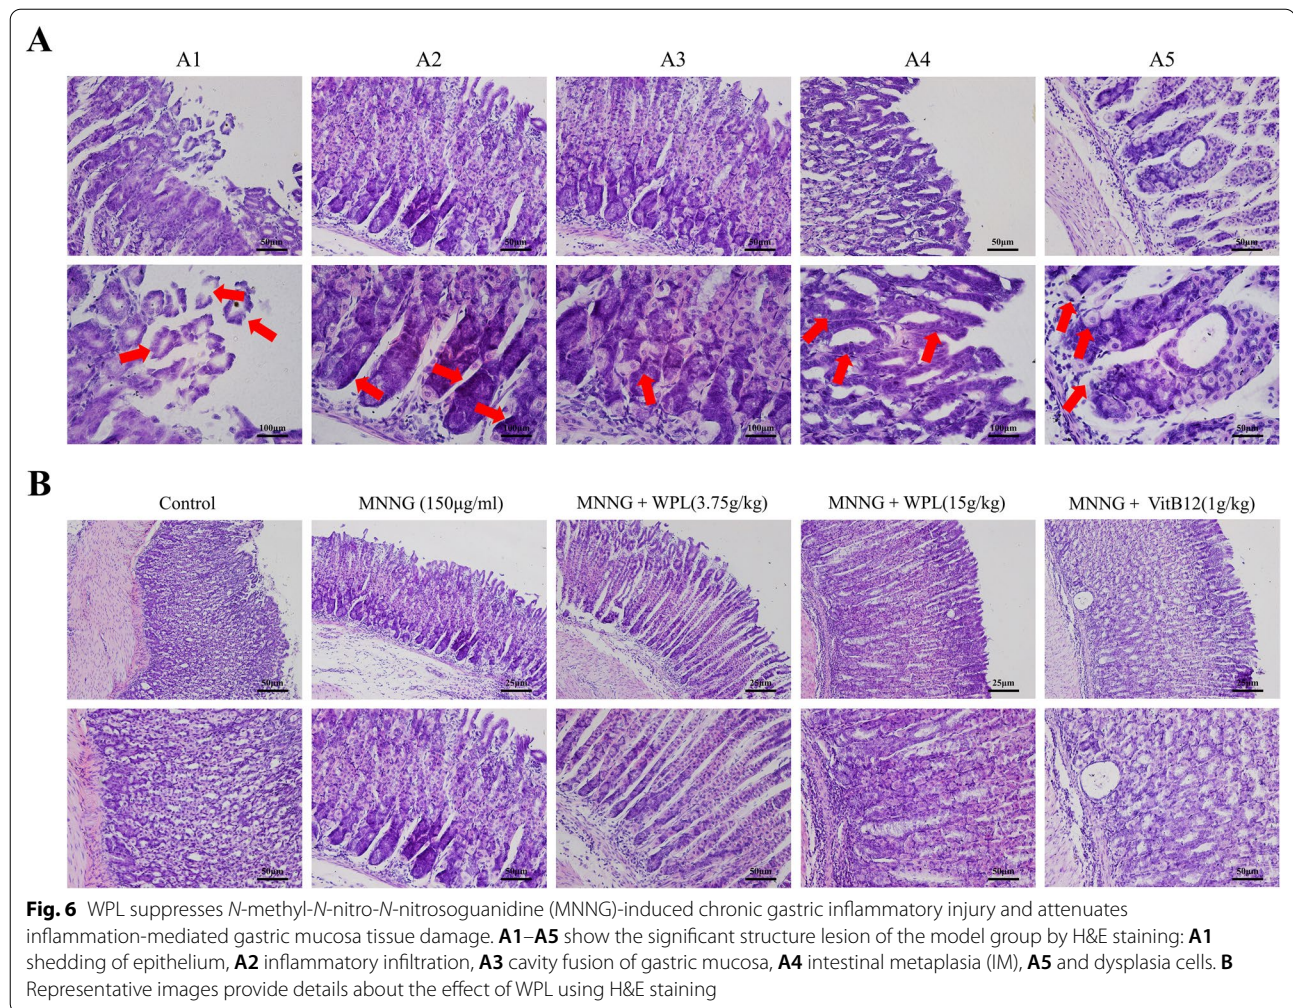 A
A1 A2 A3 A4 A5
50μm 50μm 50μm 50μm 50μm
100μm 100μm 100μm 100μm 50μm
B
Control MNNG (150μg/ml) MNNG + WPL(3.75g/kg) MNNG + WPL(15g/kg) MNNG + VitB12(1g/kg)
50μm 25μm 25μm 25μm 25μm
50μm 50μm 50μm 50μm 50μm
Fig. 6 WPL suppresses N-methyl-N-nitro-N-nitrosoguanidine (MNNG)-induced chronic gastric inflammatory injury and attenuates
inflammation-mediated gastric mucosa tissue damage. A1–A5 show the significant structure lesion of the model group by H&E staining: A1
shedding of epithelium, A2 inflammatory infiltration, A3 cavity fusion of gastric mucosa, A4 intestinal metaplasia (IM), A5 and dysplasia cells. B
Representative images provide details about the effect of WPL using H&E staining